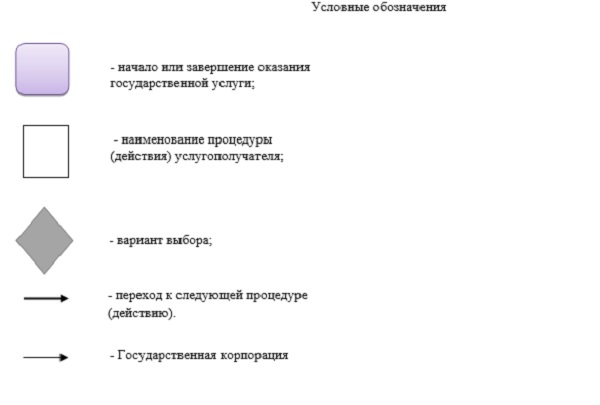 Условные обозначения
- начало или завершение оказания
государственной услуги;
- наименование процедуры
(действия) услугополучателя;
- вариант выбора;
- переход к следующей процедуре
(действию).
- Государственная корпорация